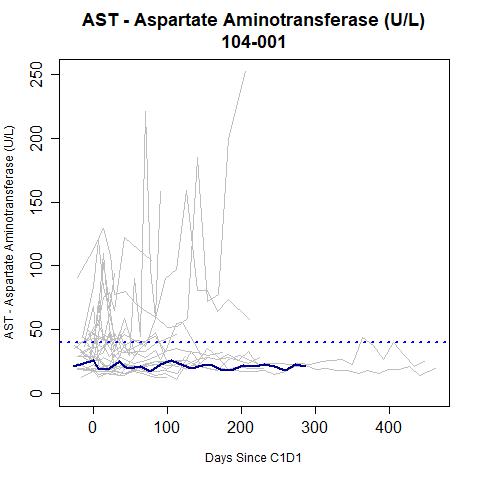 AST - Aspartate Aminotransferase (U/L)
104-001
AST - Aspartate Aminotransferase (U/L)
250
200
150
100
50
0
0 100 200 300 400
Days Since C1D1